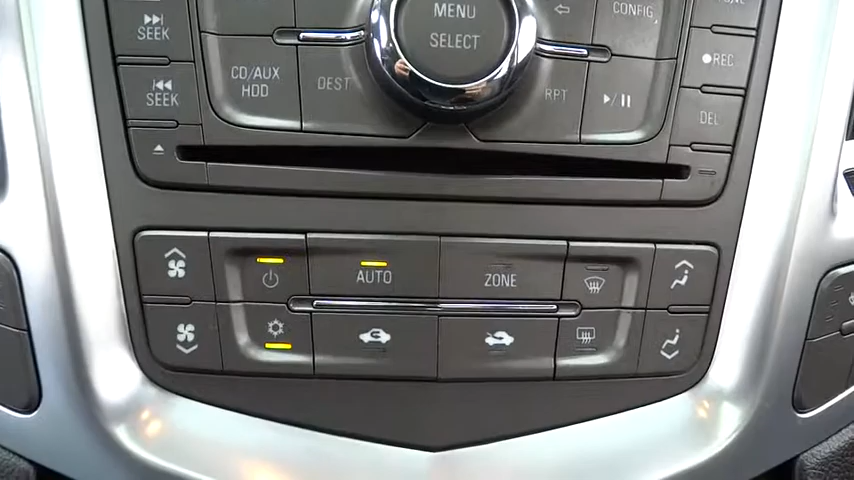 MENU
SELECT
CONFIG
SEEK
SEEK
CD/AUX
HDD
DEST
RPT
REC
DEL
AUTO
ZONE